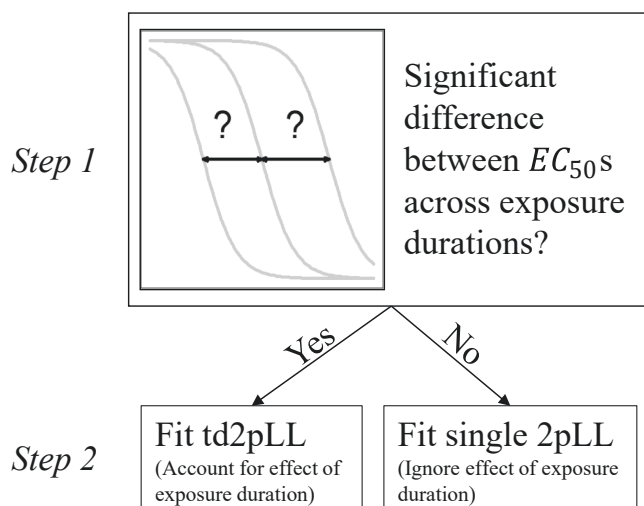 Step 1
? ?
Significant
difference
between EC₅₀s
across exposure
durations?
Yes
No
Step 2
Fit td2pLL
(Account for effect of
exposure duration)
Fit single 2pLL
(Ignore effect of exposure
duration)